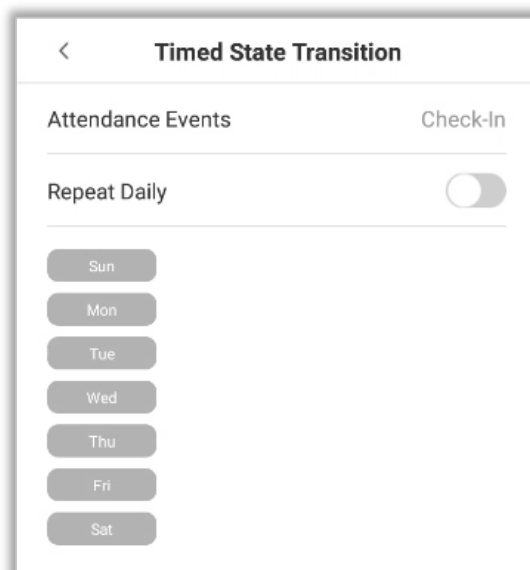 Timed State Transition
Attendance Events Check-In
Repeat Daily
Sun
Mon
Tue
Wed
Thu
Fri
Sat